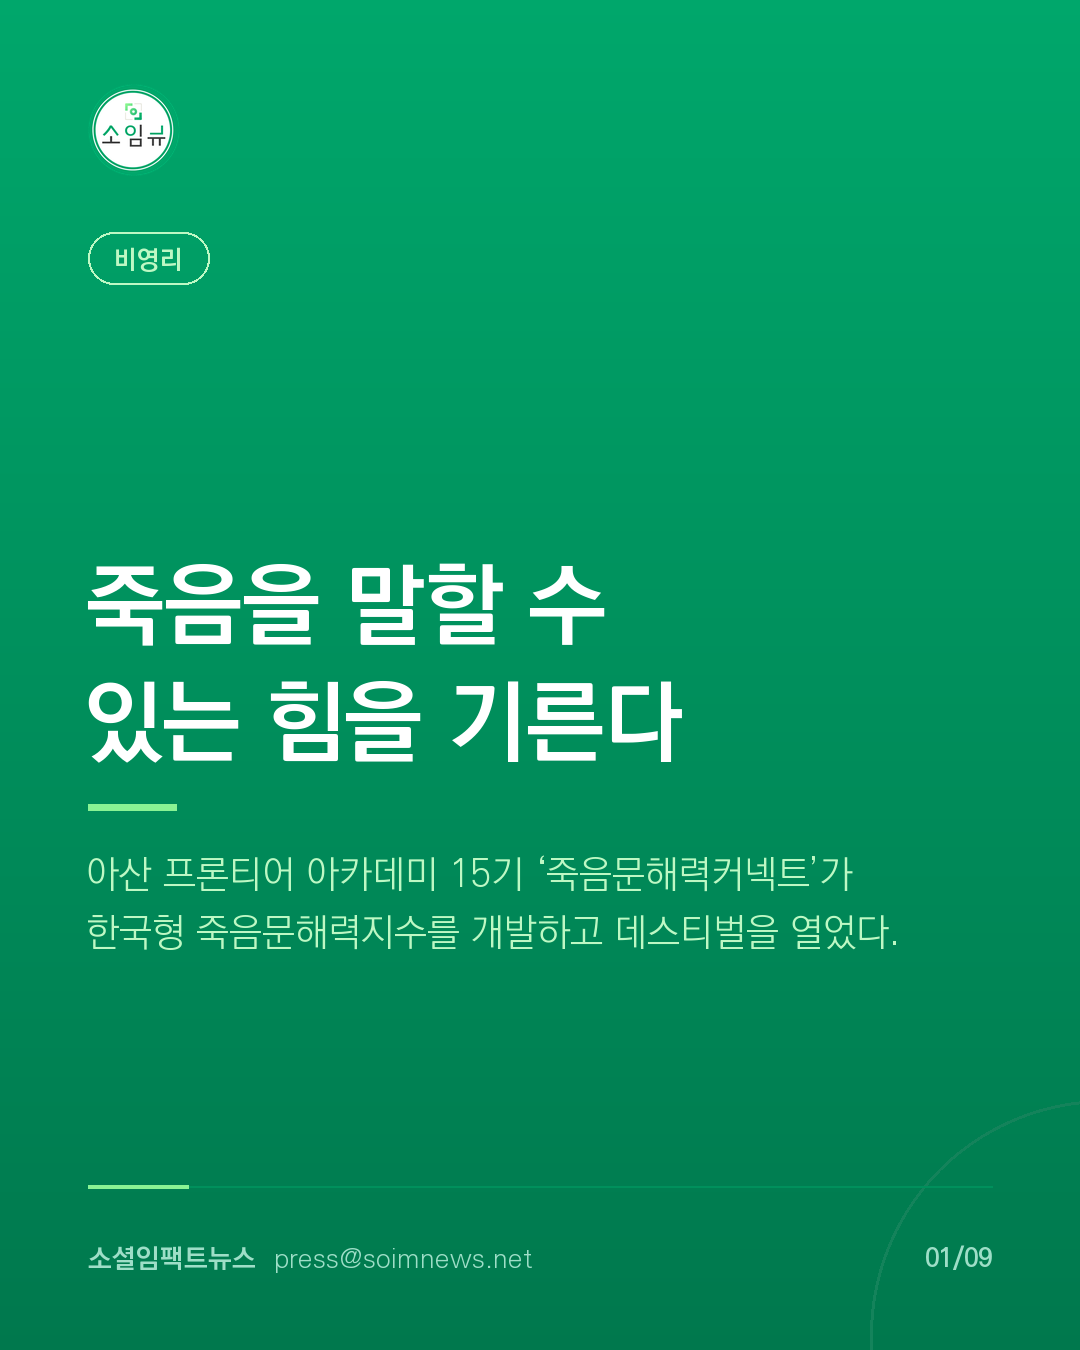 소임뉴
비영리
죽음을 말할 수
있는 힘을 기른다
아산 프론티어 아카데미 15기 ‘죽음문해력커넥트’가
한국형 죽음문해력지수를 개발하고 데스티벌을 열었다.
소셜임팩트뉴스 press@soimnews.net
01/09